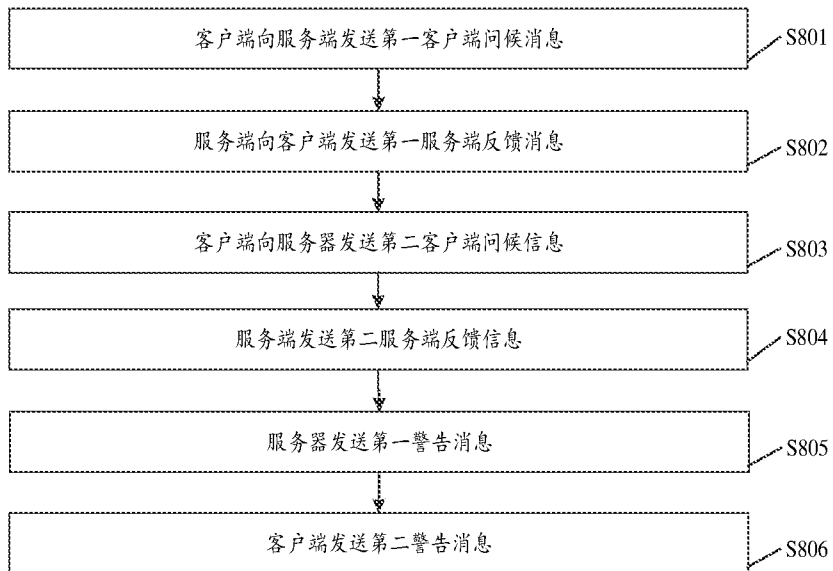 客户端向服务端发送第一客户端问候消息
S801
服务端向客户端发送第一服务端反馈消息
S802
客户端向服务器发送第二客户端问候信息
S803
服务端发送第二服务端反馈信息
S804
服务器发送第一警告消息
S805
客户端发送第二警告消息
S806